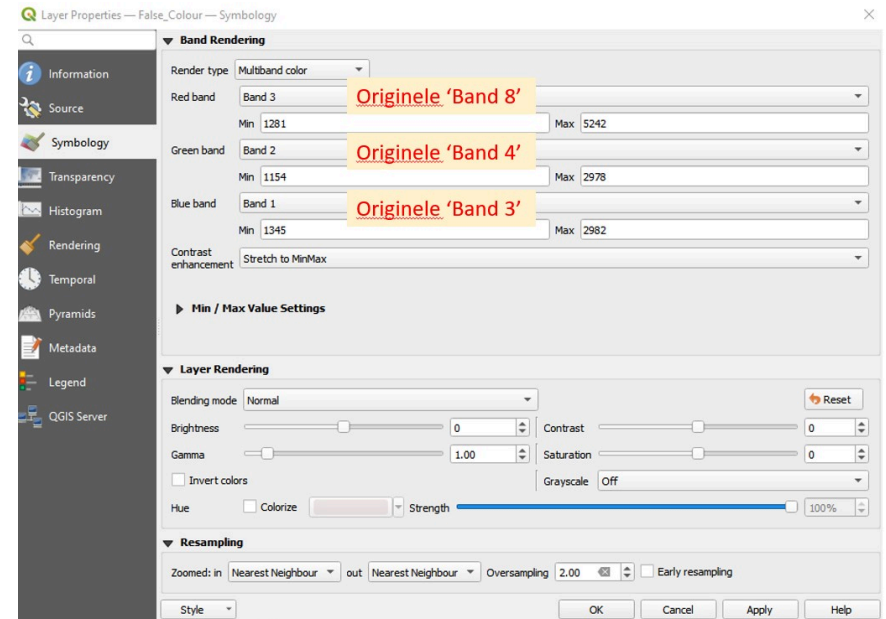 Layer Properties — False_Colour — Symbology
Information
Source
Symbology
Transparency
Histogram
Rendering
Temporal
Pyramids
Metadata
Legend
QGIS Server
Band Rendering
Render type Multiband color
Red band Band 3 Originele ‘Band 8’
Min 1281 Max 5242
Green band Band 2 Originele ‘Band 4’
Min 1154 Max 2978
Blue band Band 1 Originele ‘Band 3’
Min 1345 Max 2982
Contrast
enhancement Stretch to MinMax
Min / Max Value Settings
Layer Rendering
Blending mode Normal Reset
Brightness 0 Contrast 0
Gamma 1.00 Saturation 0
Invert colors Grayscale Off
Hue Colorize Strength 100%
Resampling
Zoomed: in Nearest Neighbour out Nearest Neighbour Oversampling 2.00 Early resampling
Style OK Cancel Apply Help